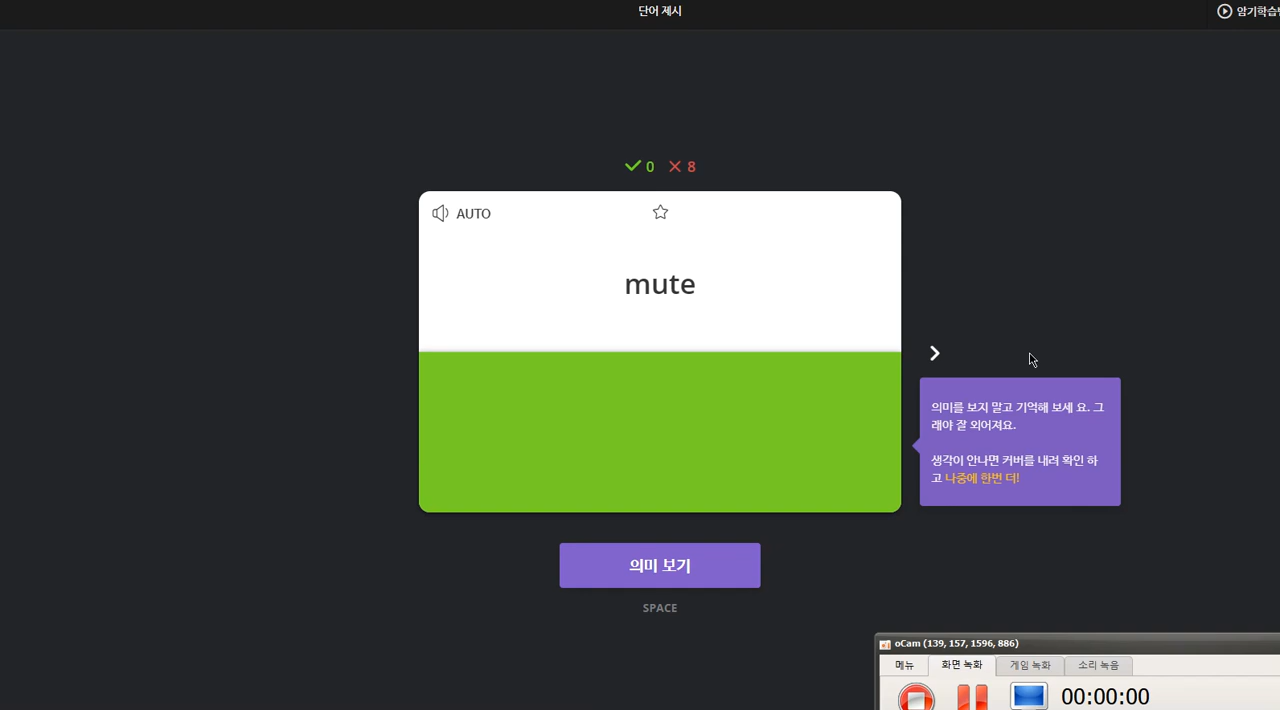 단어 제시
암기학습
0 8
AUTO
mute
의미를 보지 말고 기억해 보세 요. 그
래야 잘 외어져요.
생각이 안나면 커버를 내려 확인 하
고 나중에 한번 더!
의미 보기
SPACE
oCam (139, 157, 1596, 886)
메뉴 화면 녹화 게임 녹화 소리 녹음
00:00:00